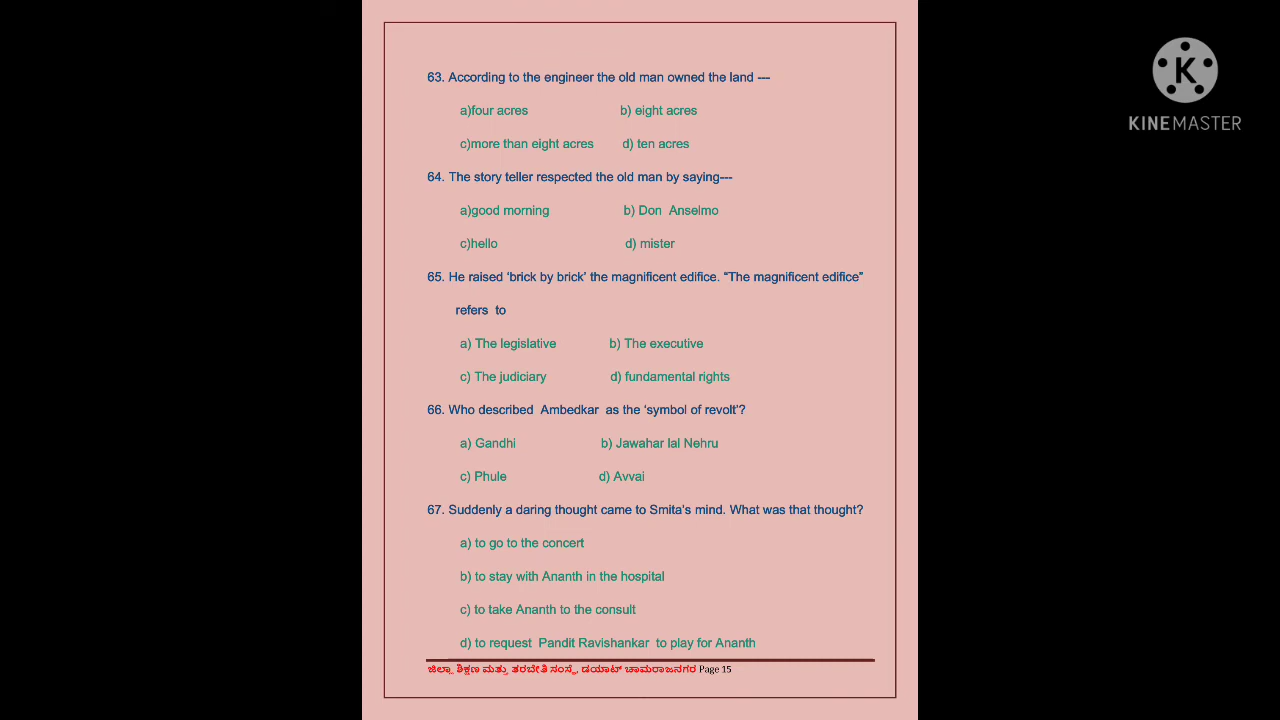 63. According to the engineer the old man owned the land ---
a)four acres b) eight acres
c)more than eight acres d) ten acres
64. The story teller respected the old man by saying---
a)good morning b) Don Anselmo
c)hello d) mister
65. He raised ‘brick by brick’ the magnificent edifice. “The magnificent edifice”
refers to
a) The legislative b) The executive
c) The judiciary d) fundamental rights
66. Who described Ambedkar as the ‘symbol of revolt’?
a) Gandhi b) Jawahar lal Nehru
c) Phule d) Avvai
67. Suddenly a daring thought came to Smita’s mind. What was that thought?
a) to go to the concert
b) to stay with Ananth in the hospital
c) to take Ananth to the consult
d) to request Pandit Ravishankar to play for Ananth
ಜಿಲ್ಲಾ ಶಿಕ್ಷಣ ಮತ್ತು ತರಬೇತಿ ಸಂಸ್ಥೆ, ಡಯಾಟ್ ಚಾಮರಾಜನಗರ Page 15
K
KINEMASTER